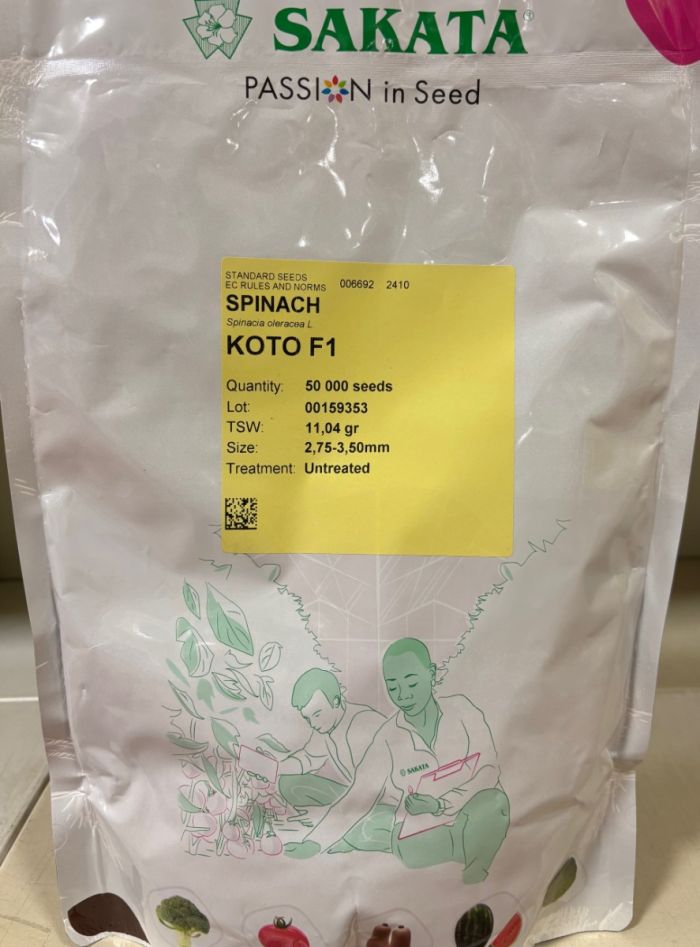 SAKATA®
PASSION in Seed
STANDARD SEEDS
EC RULES AND NORMS 006692 2410
SPINACH
Spinacia oleracea L.
KOTO F1
Quantity: 50 000 seeds
Lot: 00159353
TSW: 11,04 gr
Size: 2,75-3,50mm
Treatment: Untreated
SAKATA